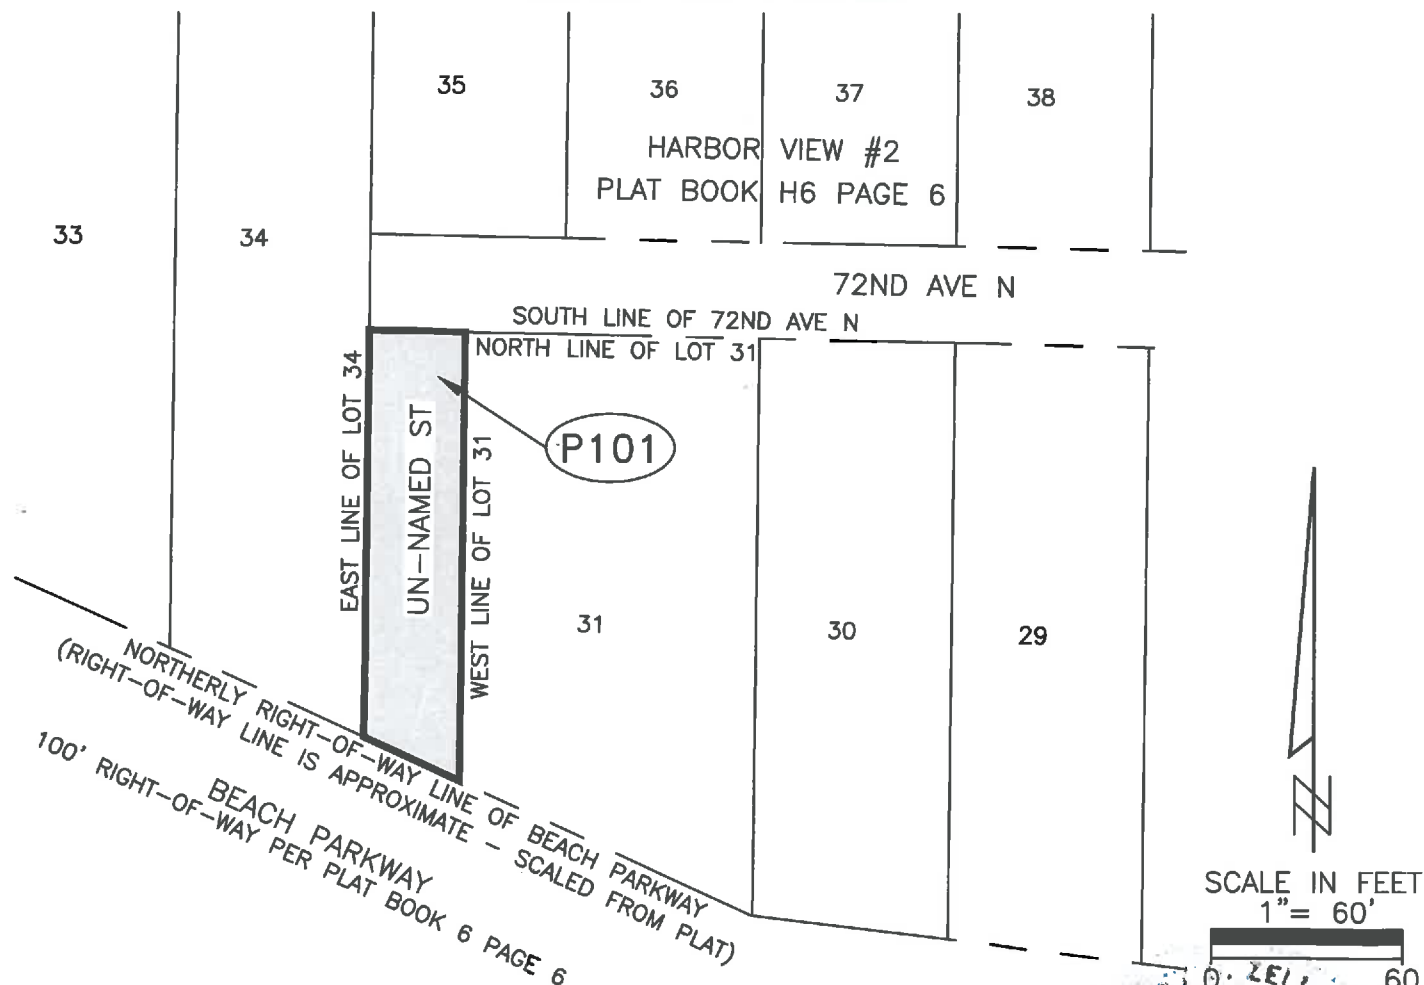 35
36
37
38
HARBOR VIEW #2
PLAT BOOK H6 PAGE 6
33
34
72ND AVE N
SOUTH LINE OF 72ND AVE N
NORTH LINE OF LOT 31
EAST LINE OF LOT 34
UN-NAMED ST
WEST LINE OF LOT 31
P101
31
30
29
NORTHERLY RIGHT-OF-WAY LINE OF BEACH PARKWAY
(RIGHT-OF-WAY LINE IS APPROXIMATE - SCALED FROM PLAT)
BEACH PARKWAY
100' RIGHT-OF-WAY PER PLAT BOOK 6 PAGE 6
N
SCALE IN FEET
1"= 60'
0
60